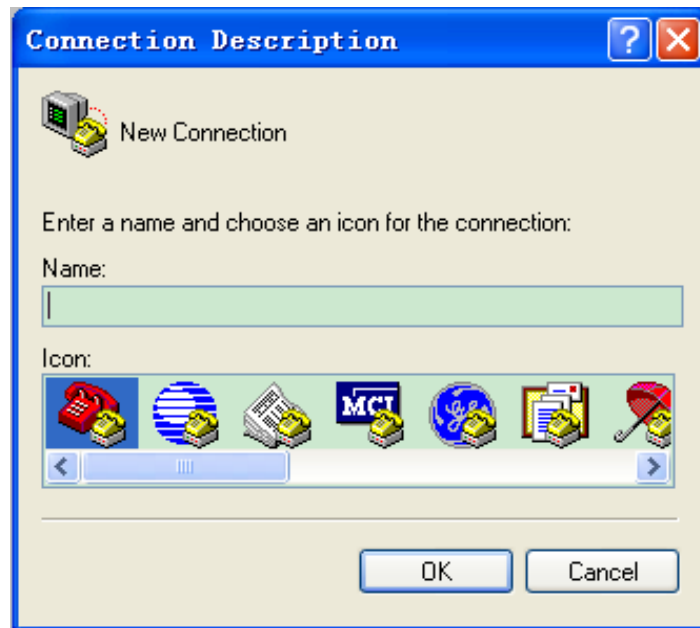 Connection Description
New Connection
Enter a name and choose an icon for the connection:
Name:
Icon:
MCI
OK
Cancel